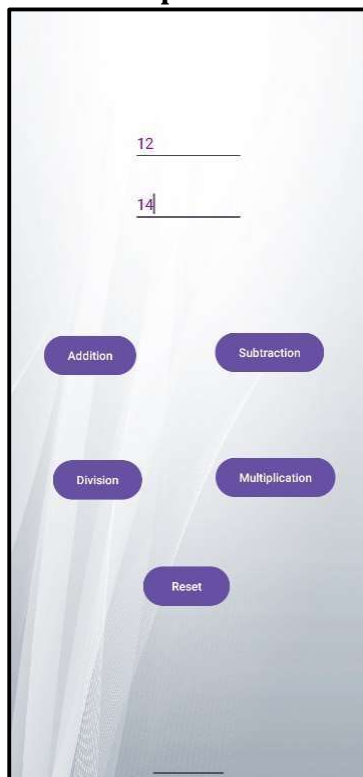 12
14
Addition
Subtraction
Division
Multiplication
Reset